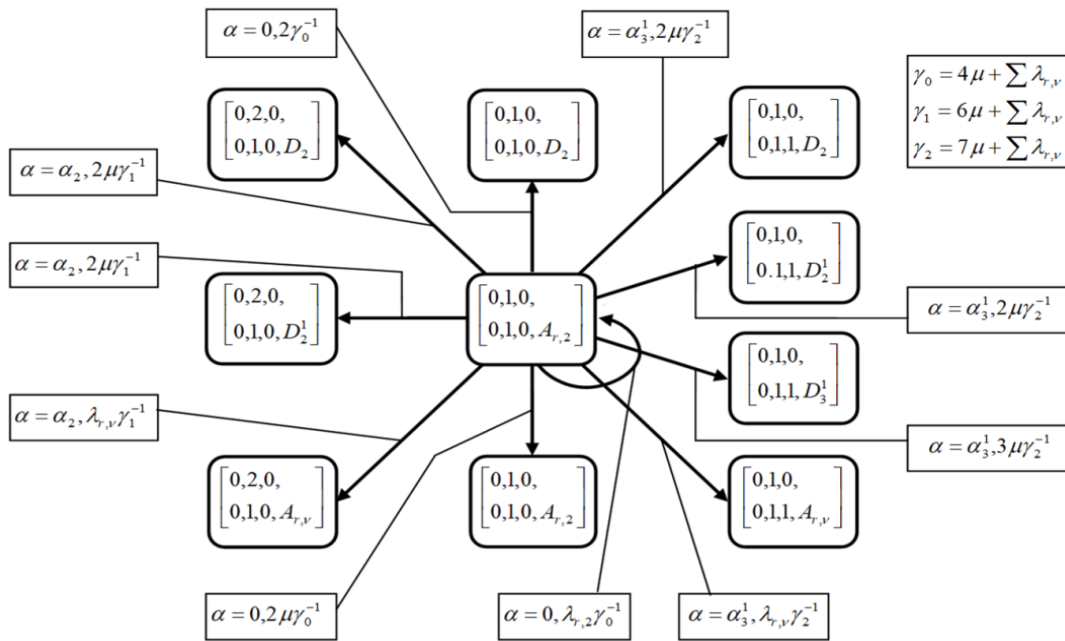 α = 0,2γ₀⁻¹
α = α₃¹,2μγ₂⁻¹
γ₀ = 4μ + ∑ λ_{r,ν}
γ₁ = 6μ + ∑ λ_{r,ν}
γ₂ = 7μ + ∑ λ_{r,ν}
[0,2,0,
0,1,0,D₂]
[0,1,0,
0,1,0,D₂]
[0,1,0,
0,1,1,D₂]
α = α₂,2μγ₁⁻¹
α = α₂,2μγ₁⁻¹
[0,2,0,
0,1,0,D₂¹]
[0,1,0,
0,1,0,A_{r,2}]
[0,1,0,
0.1,1,D₂¹]
α = α₃¹,2μγ₂⁻¹
[0,1,0,
0,1,1,D₃¹]
α = α₂,λ_{r,ν}γ₁⁻¹
α = α₃¹,3μγ₂⁻¹
[0,2,0,
0,1,0,A_{r,ν}]
[0,1,0,
0,1,0,A_{r,2}]
[0,1,0,
0,1,1,A_{r,ν}]
α = 0,2μγ₀⁻¹
α = 0,λ_{r,2}γ₀⁻¹
α = α₃¹,λ_{r,ν}γ₂⁻¹